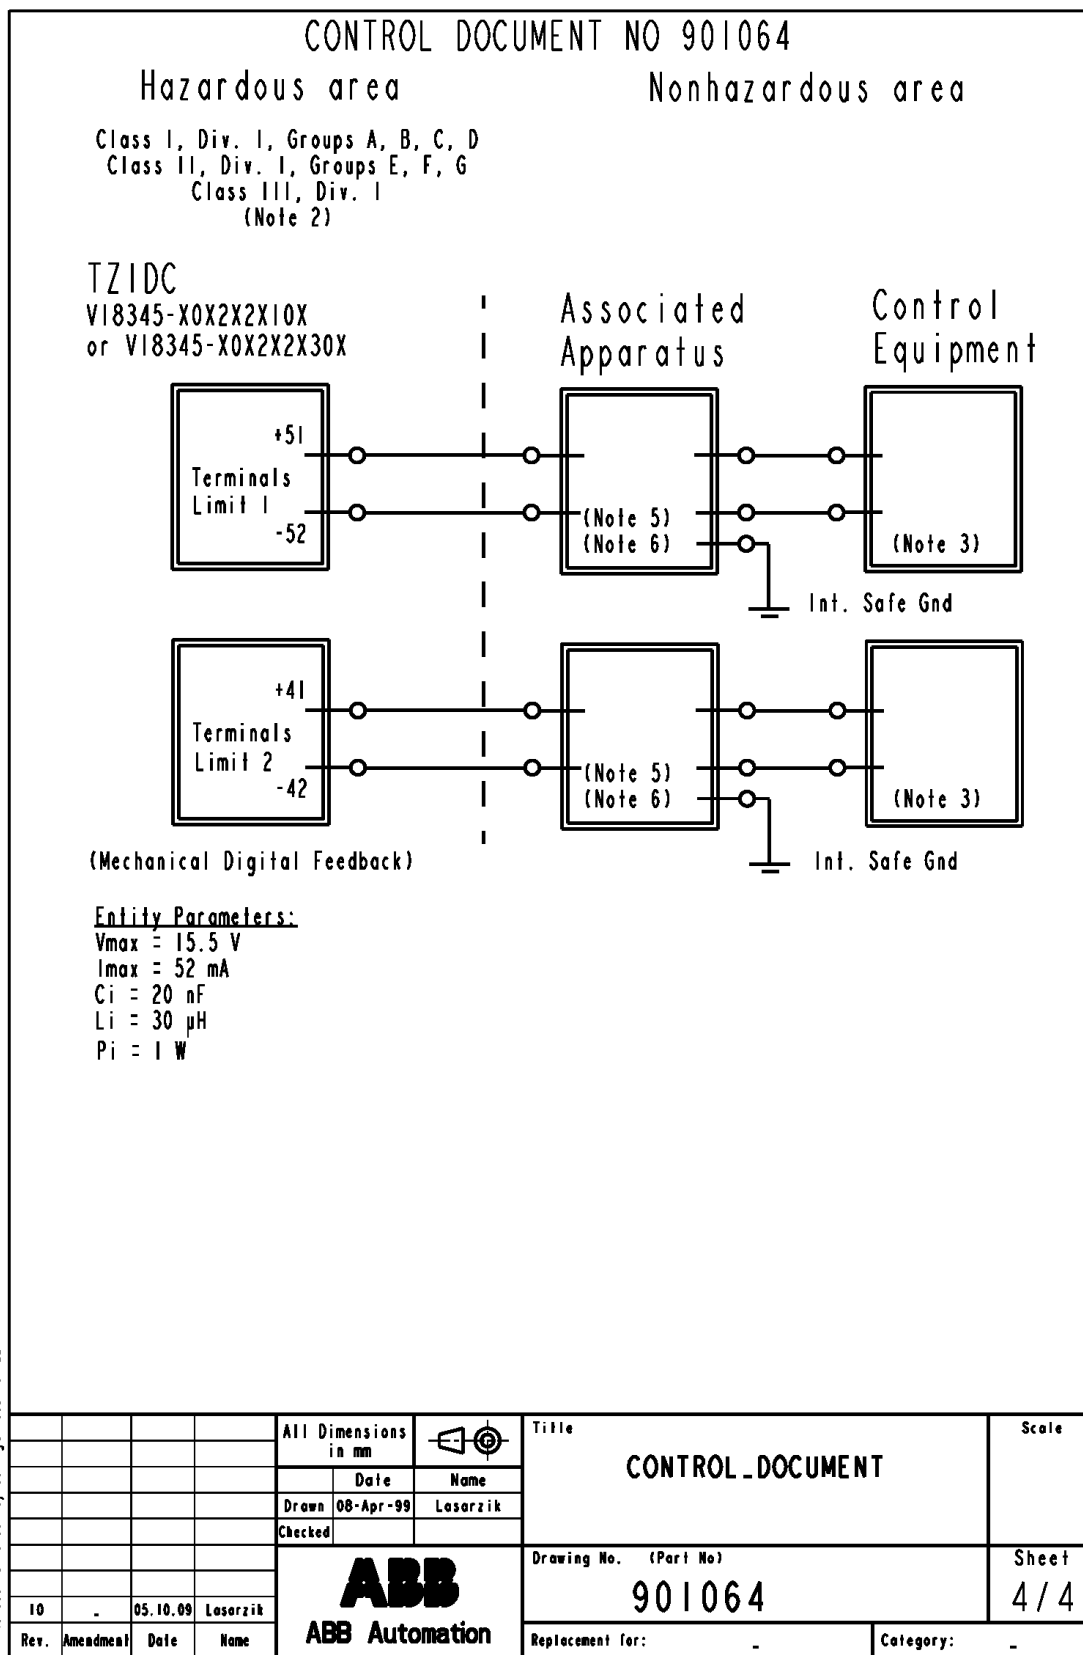 CONTROL DOCUMENT NO 901064
Hazardous area
Nonhazardous area
Class I, Div. I, Groups A, B, C, D
Class II, Div. I, Groups E, F, G
Class III, Div. I
(Note 2)
TZIDC
V18345-X0X2X2X10X
or V18345-X0X2X2X30X
Associated
Apparatus
Control
Equipment
+51
Terminals
Limit 1
-52
(Note 5)
(Note 6)
(Note 3)
Int. Safe Gnd
+41
Terminals
Limit 2
-42
(Note 5)
(Note 6)
(Note 3)
Int. Safe Gnd
(Mechanical Digital Feedback)
Entity Parameters:
Vmax = 15.5 V
Imax = 52 mA
Ci = 20 nF
Li = 30 µH
Pi = 1 W
All Dimensions
in mm
Date Name
Drawn 08-Apr-99 Lasarzik
Checked
Title
CONTROL_DOCUMENT
Scale
ABB
ABB Automation
Drawing No. (Part No)
901064
Sheet
4/4
10 - 05.10.09 Lasarzik
Rev. Amendment Date Name
Replacement for: -
Category: -